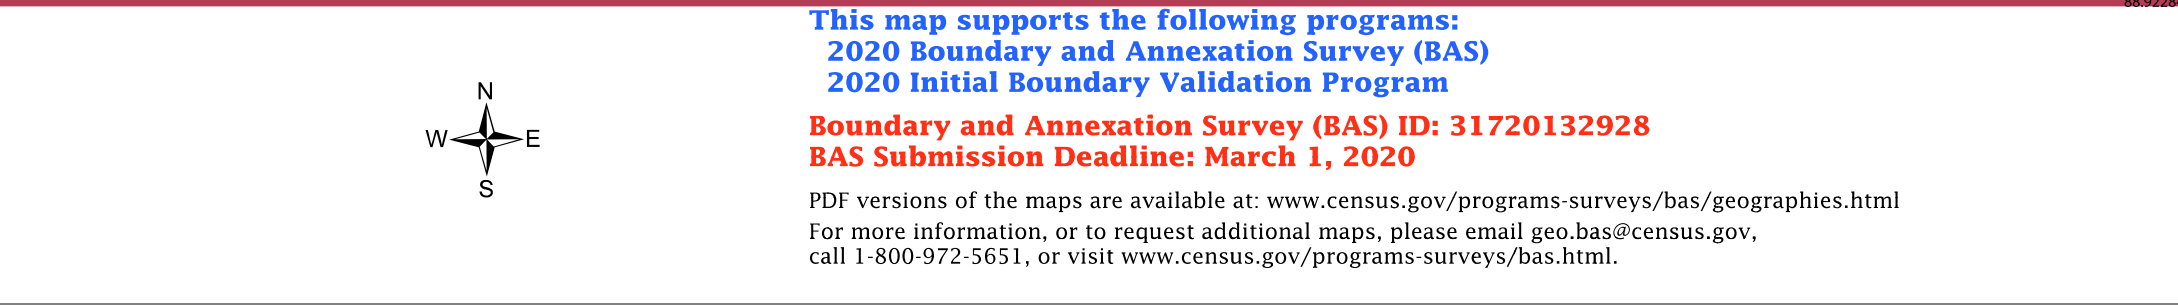 This map supports the following programs:
2020 Boundary and Annexation Survey (BAS)
2020 Initial Boundary Validation Program
N
W E
S
Boundary and Annexation Survey (BAS) ID: 31720132928
BAS Submission Deadline: March 1, 2020
PDF versions of the maps are available at: www.census.gov/programs-surveys/bas/geographies.html
For more information, or to request additional maps, please email geo.bas@census.gov,
call 1-800-972-5651, or visit www.census.gov/programs-surveys/bas.html.